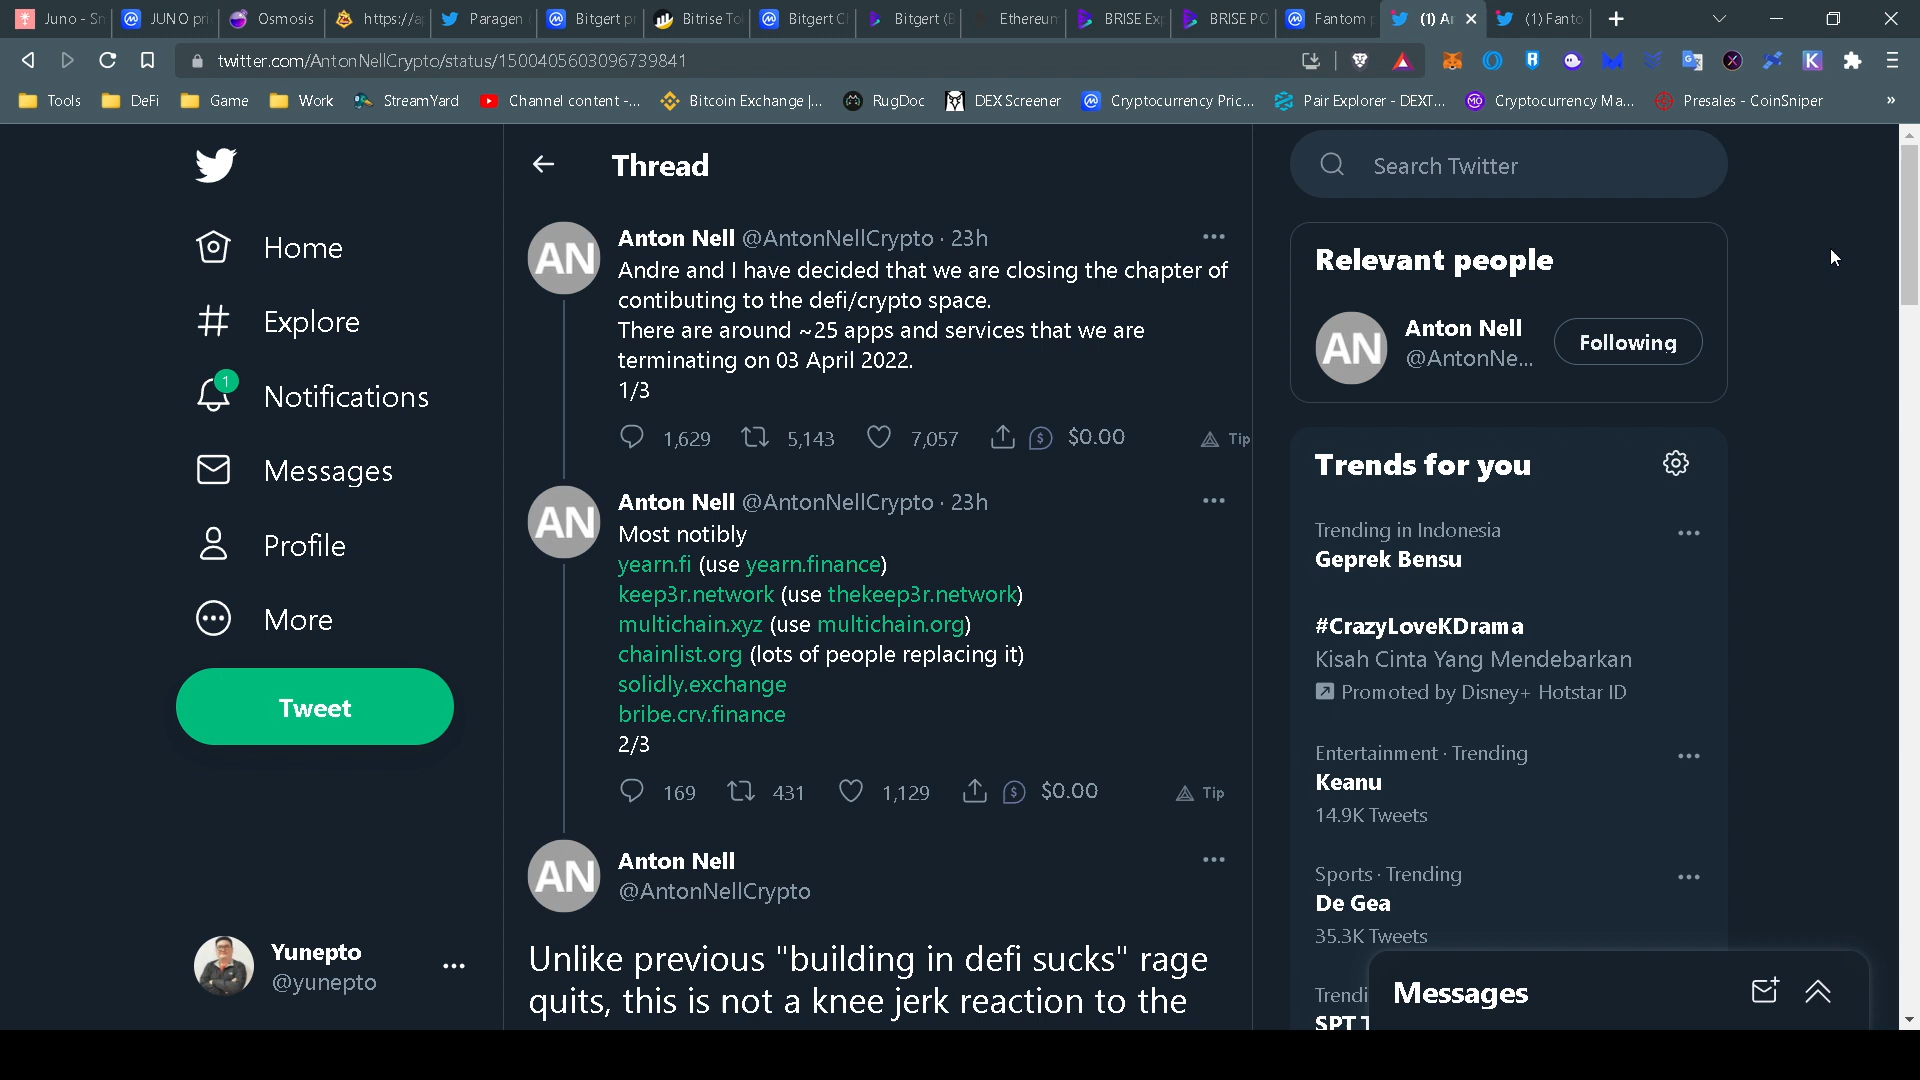 Juno - Sm
JUNO pri
Osmosis
https://a
Paragen
Bitgert p
Bitrise To
Bitgert C
Bitgert (B
Ethereum
BRISE Ex
BRISE PO
Fantom
(1) A
(1) Fanto
twitter.com/AntonNellCrypto/status/1500405603096739841
Tools
DeFi
Game
Work
StreamYard
Channel content -...
Bitcoin Exchange |...
RugDoc
DEX Screener
Cryptocurrency Pric...
Pair Explorer - DEXT...
Cryptocurrency Ma...
Presales - CoinSniper
»
Home
Explore
1
Notifications
Messages
Profile
More
Tweet
Yunepto
@yunepto
Thread
AN
Anton Nell @AntonNellCrypto · 23h
Andre and I have decided that we are closing the chapter of
contibuting to the defi/crypto space.
There are around ~25 apps and services that we are
terminating on 03 April 2022.
1/3
1,629 5,143 7,057 $0.00 Tip
AN
Anton Nell @AntonNellCrypto · 23h
Most notibly
yearn.fi (use yearn.finance)
keep3r.network (use thekeep3r.network)
multichain.xyz (use multichain.org)
chainlist.org (lots of people replacing it)
solidly.exchange
bribe.crv.finance
2/3
169 431 1,129 $0.00 Tip
AN
Anton Nell
@AntonNellCrypto
Unlike previous "building in defi sucks" rage
quits, this is not a knee jerk reaction to the
Search Twitter
Relevant people
AN
Anton Nell
@AntonNe...
Following
Trends for you
Trending in Indonesia
Geprek Bensu
#CrazyLoveKDrama
Kisah Cinta Yang Mendebarkan
Promoted by Disney+ Hotstar ID
Entertainment · Trending
Keanu
14.9K Tweets
Sports · Trending
De Gea
35.3K Tweets
Trendi
SPT T
Messages